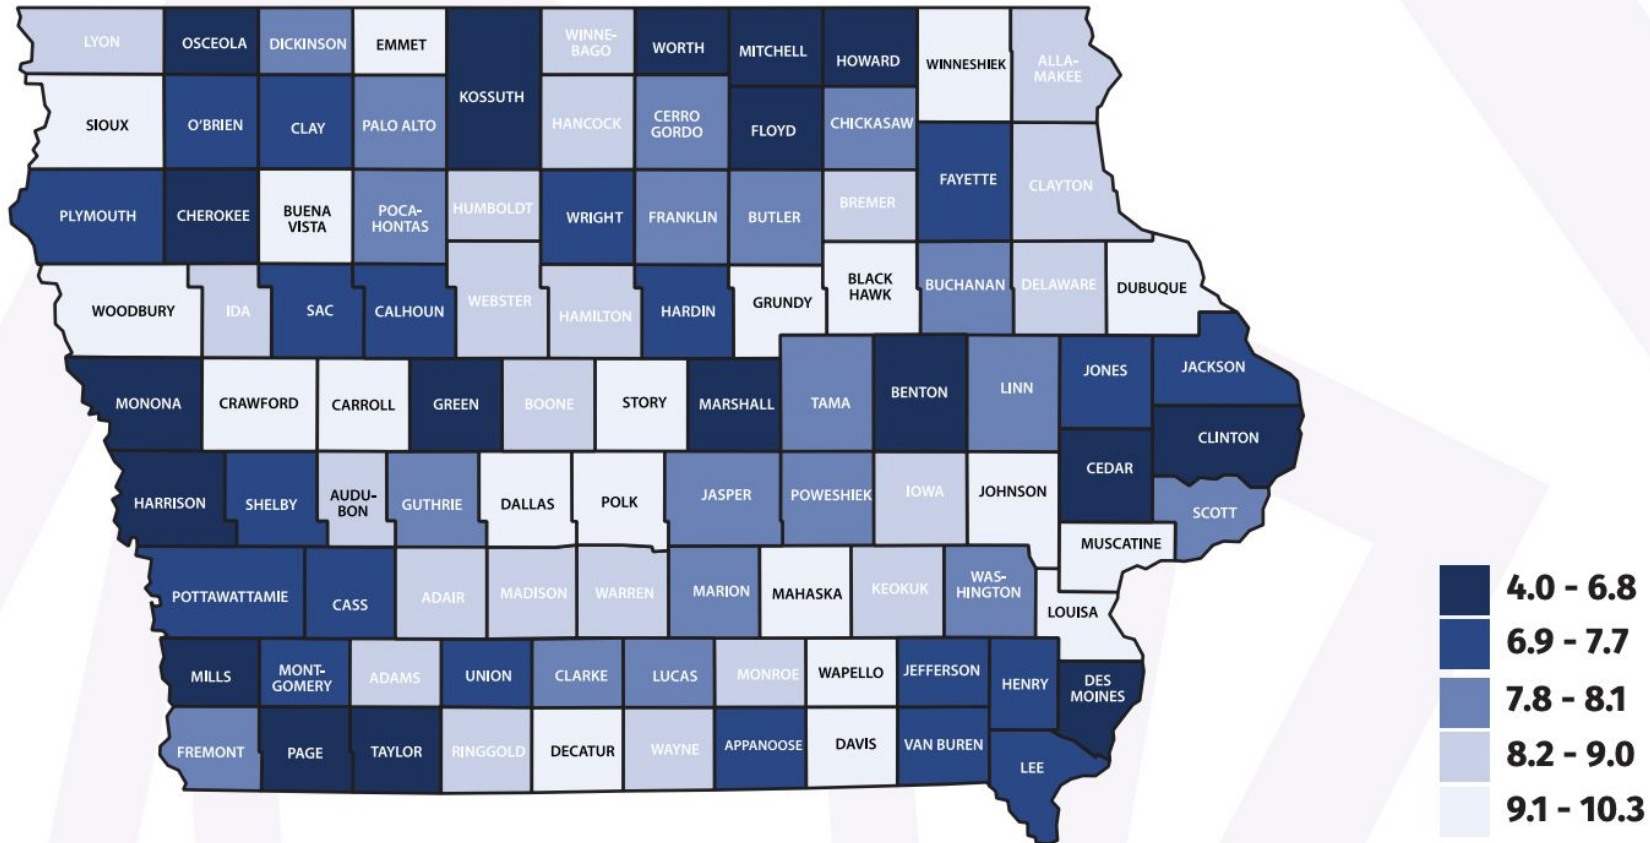 LYON
OSCEOLA
DICKINSON
EMMET
KOSSUTH
WINNE-
BAGO
WORTH
MITCHELL
HOWARD
WINNESHIEK
ALLA-
MAKEE
SIOUX
O'BRIEN
CLAY
PALO ALTO
HANCOCK
CERRO
GORDO
FLOYD
CHICKASAW
FAYETTE
CLAYTON
PLYMOUTH
CHEROKEE
BUENA
VISTA
POCA-
HONTAS
HUMBOLDT
WRIGHT
FRANKLIN
BUTLER
BREMER
WOODBURY
IDA
SAC
CALHOUN
WEBSTER
HAMILTON
HARDIN
GRUNDY
BLACK
HAWK
BUCHANAN
DELAWARE
DUBUQUE
MONONA
CRAWFORD
CARROLL
GREEN
BOONE
STORY
MARSHALL
TAMA
BENTON
LINN
JONES
JACKSON
CLINTON
CEDAR
HARRISON
SHELBY
AUDU-
BON
GUTHRIE
DALLAS
POLK
JASPER
POWESHIEK
IOWA
JOHNSON
SCOTT
MUSCATINE
POTTAWATTAMIE
CASS
ADAIR
MADISON
WARREN
MARION
MAHASKA
KEOKUK
WAS-
HINGTON
LOUISA
MILLS
MONT-
GOMERY
ADAMS
UNION
CLARKE
LUCAS
MONROE
WAPELLO
JEFFERSON
HENRY
DES
MOINES
FREMONT
PAGE
TAYLOR
RINGGOLD
DECATUR
WAYNE
APPANOOSE
DAVIS
VAN BUREN
LEE
4.0 - 6.8
6.9 - 7.7
7.8 - 8.1
8.2 - 9.0
9.1 - 10.3